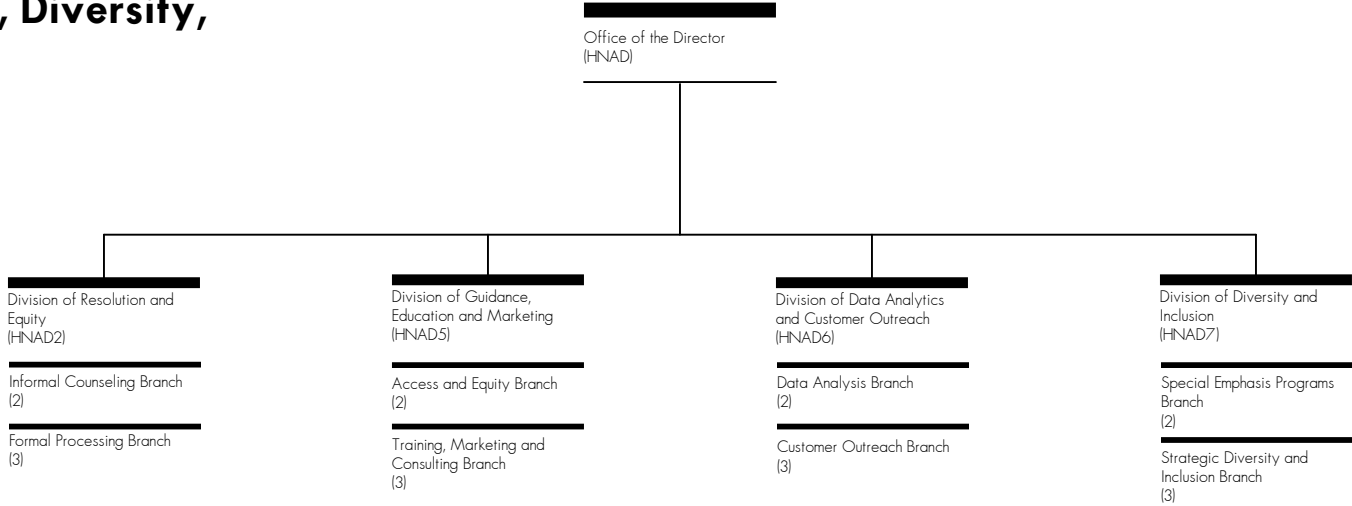 , Diversity,
Office of the Director
(HNAD)
Division of Resolution and
Equity
(HNAD2)
Informal Counseling Branch
(2)
Formal Processing Branch
(3)
Division of Guidance,
Education and Marketing
(HNAD5)
Access and Equity Branch
(2)
Training, Marketing and
Consulting Branch
(3)
Division of Data Analytics
and Customer Outreach
(HNAD6)
Data Analysis Branch
(2)
Customer Outreach Branch
(3)
Division of Diversity and
Inclusion
(HNAD7)
Special Emphasis Programs
Branch
(2)
Strategic Diversity and
Inclusion Branch
(3)